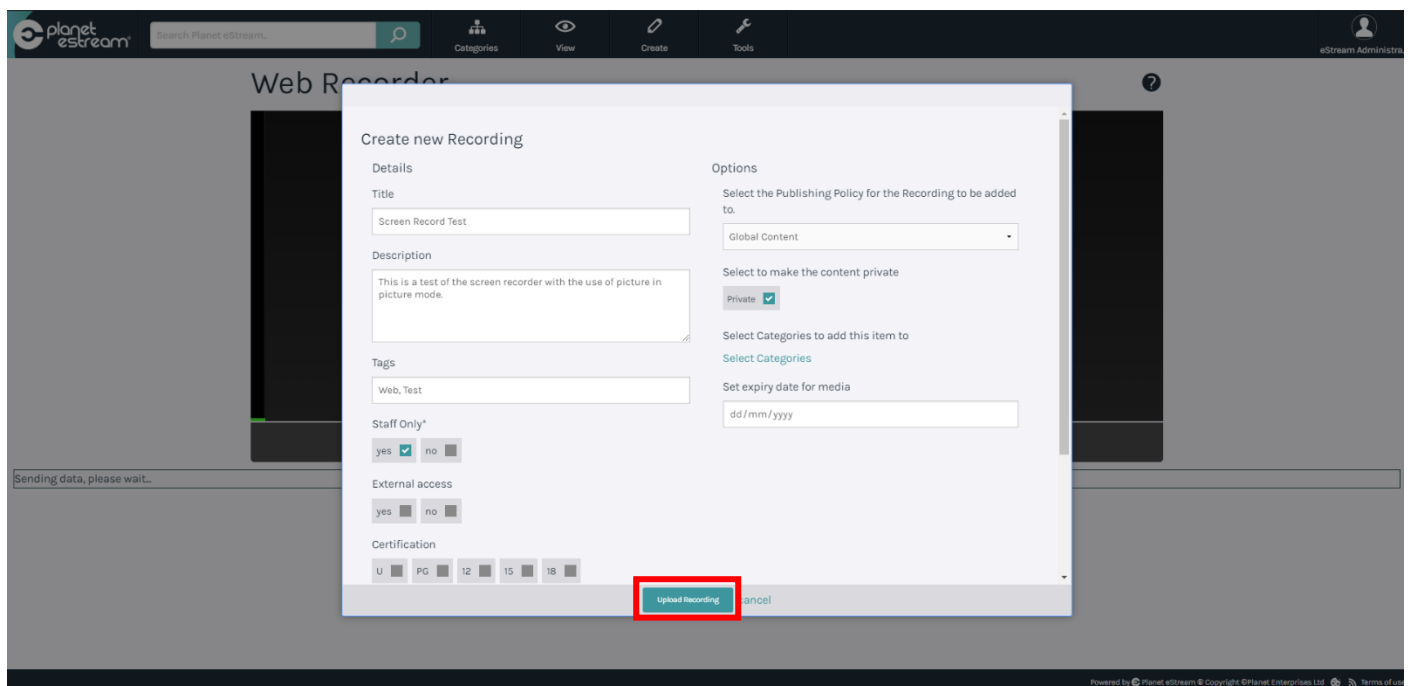 planet
estream
Search Planet eStream..
Categories
View
Create
Tools
eStream Administra.
Web Recorder
?
Create new Recording
Details
Title
Screen Record Test
Description
This is a test of the screen recorder with the use of picture in
picture mode.
Tags
Web, Test
Staff Only*
yes no
External access
yes no
Certification
U PG 12 15 18
Options
Select the Publishing Policy for the Recording to be added
to.
Global Content
Select to make the content private
Private
Select Categories to add this item to
Select Categories
Set expiry date for media
dd/mm/yyyy
Sending data, please wait...
Upload Recording cancel
Powered by Planet eStream © Copyright ©Planet Enterprises Ltd Terms of use